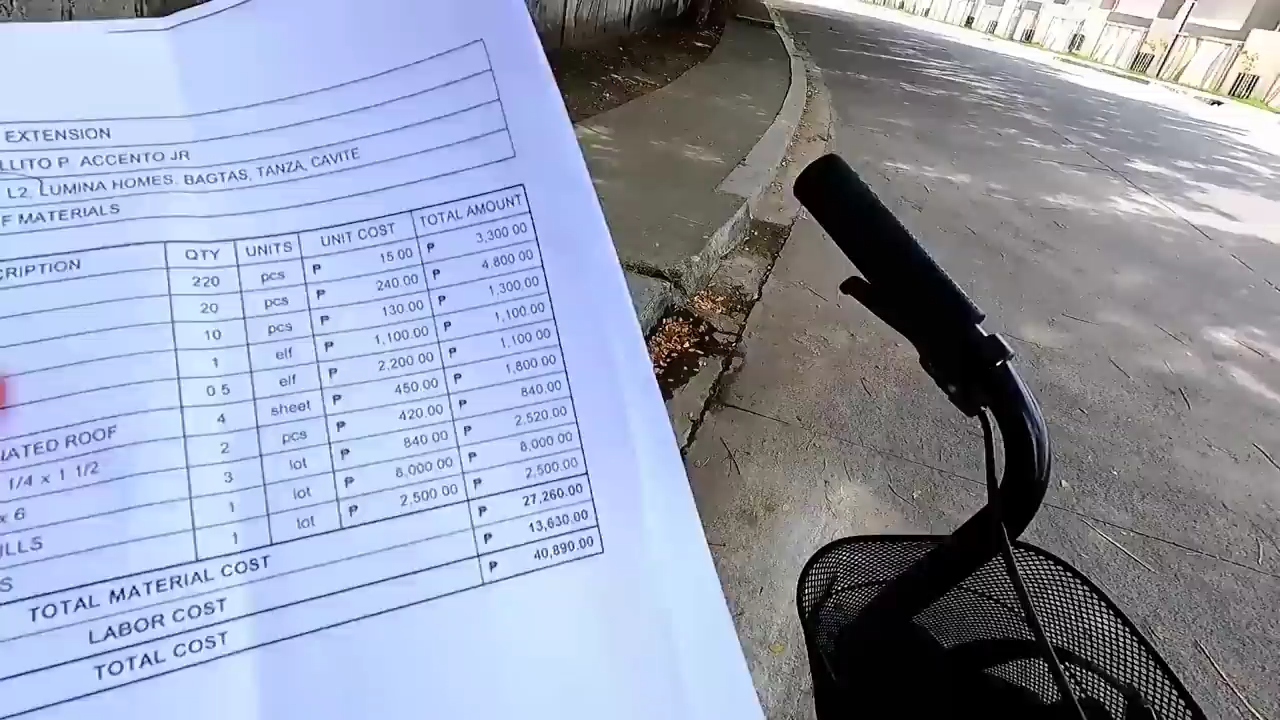 EXTENSION
LLITO P. ACCENTO JR
L2, LUMINA HOMES, BAGTAS, TANZA, CAVITE
F MATERIALS
CRIPTION QTY UNITS UNIT COST TOTAL AMOUNT
220 pcs ₱ 15.00 ₱ 3,300.00
20 pcs ₱ 240.00 ₱ 4,800.00
10 pcs ₱ 130.00 ₱ 1,300.00
1 elf ₱ 1,100.00 ₱ 1,100.00
0.5 elf ₱ 2,200.00 ₱ 1,100.00
ATED ROOF 4 sheet ₱ 450.00 ₱ 1,800.00
1/4 x 1 1/2 2 pcs ₱ 420.00 ₱ 840.00
x 6 3 lot ₱ 840.00 ₱ 2,520.00
LLS 1 lot ₱ 8,000.00 ₱ 8,000.00
S 1 lot ₱ 2,500.00 ₱ 2,500.00
TOTAL MATERIAL COST ₱ 27,260.00
LABOR COST ₱ 13,630.00
TOTAL COST ₱ 40,890.00